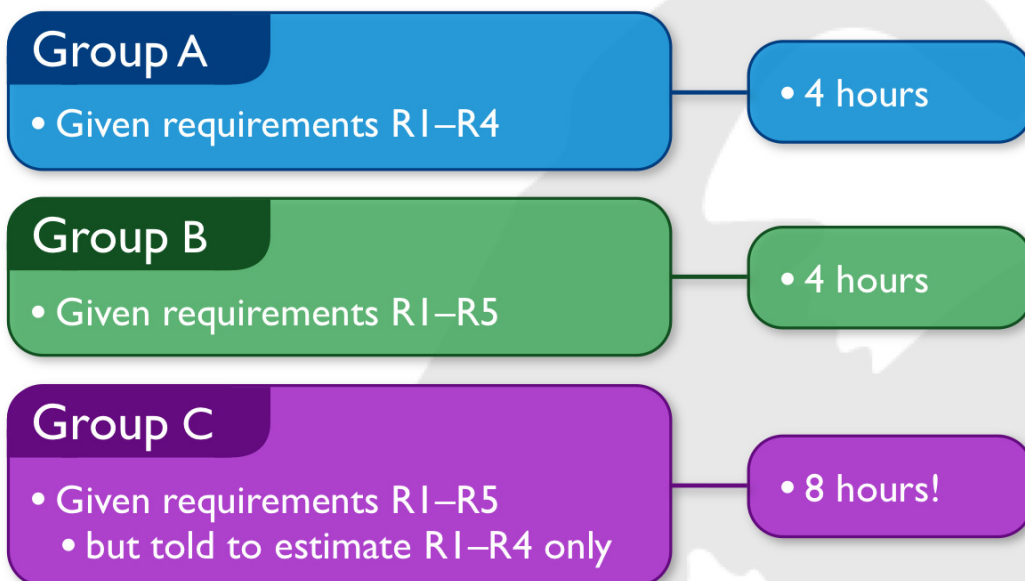 Group A
• Given requirements R1–R4
• 4 hours
Group B
• Given requirements R1–R5
• 4 hours
Group C
• Given requirements R1–R5
• but told to estimate R1–R4 only
• 8 hours!